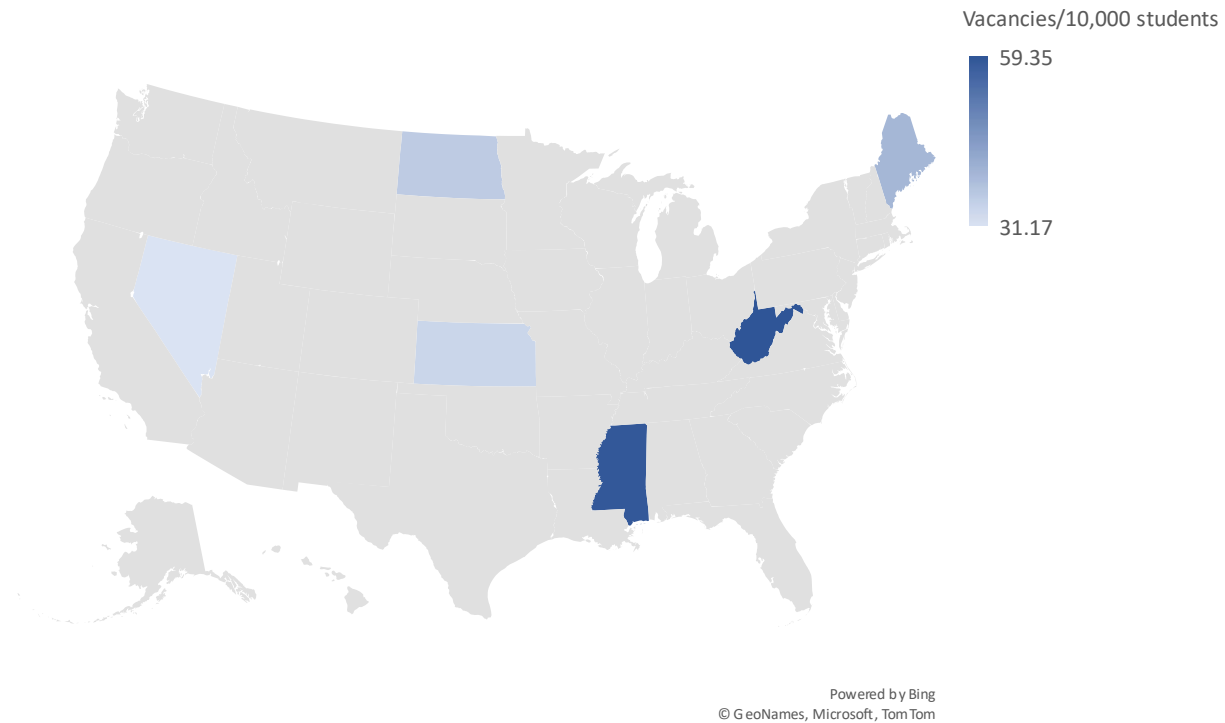 Vacancies/10,000 students
59.35
31.17
Powered by Bing
© GeoNames, Microsoft, TomTom